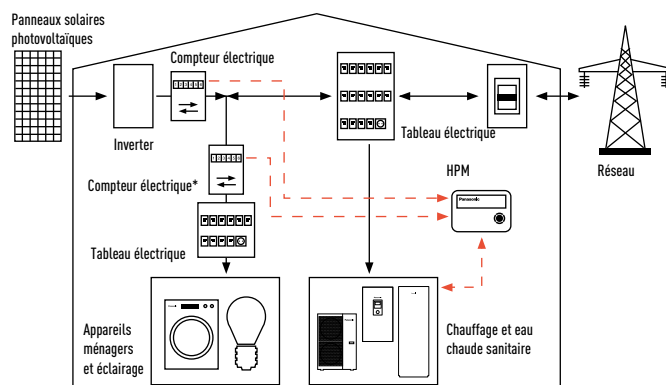 Panneaux solaires
photovoltaïques
Compteur électrique
Inverter
Tableau électrique
Compteur électrique*
HPM
Réseau
Panasonic
Tableau électrique
Appareils
ménagers
et éclairage
Chauffage et eau
chaude sanitaire